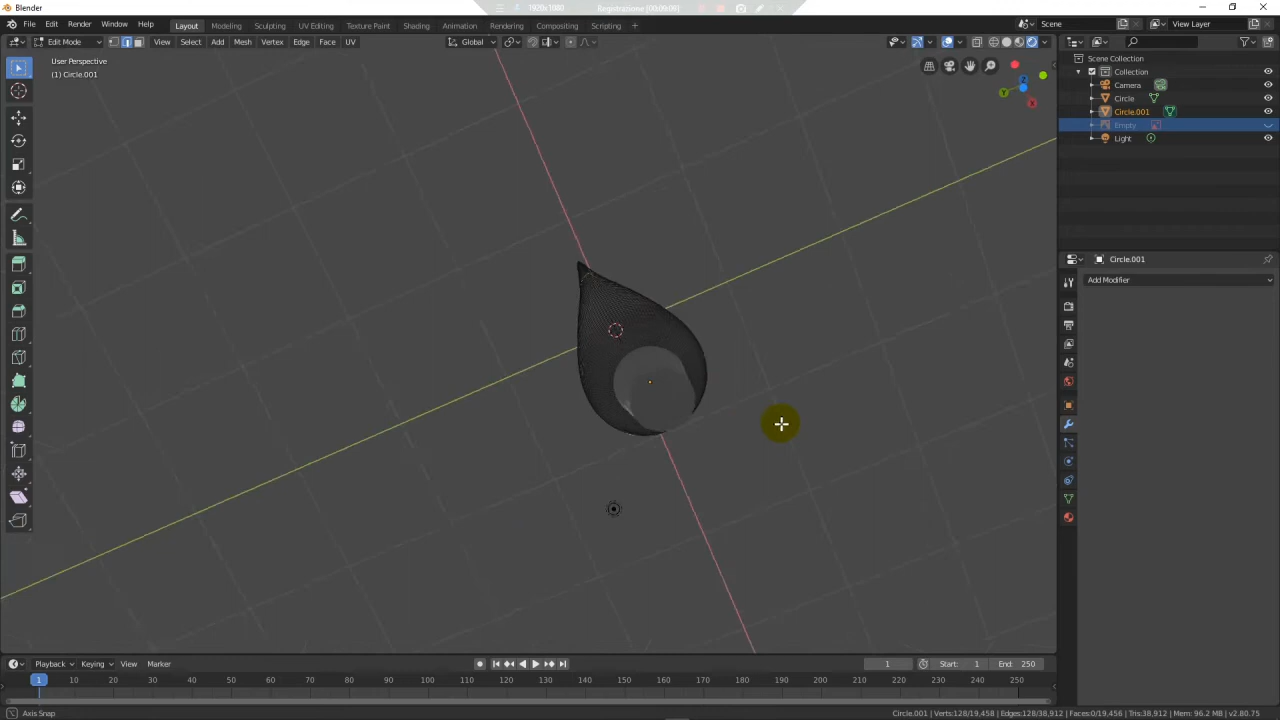 Blender
1920x1080
Registrazione [00:09:09]
File Edit Render Window Help
Layout Modeling Sculpting UV Editing Texture Paint Shading Animation Rendering Compositing Scripting +
Scene
View Layer
Edit Mode View Select Add Mesh Vertex Edge Face UV
Global
User Perspective
(1) Circle.001
Z
Y
X
Scene Collection
Collection
Camera
Circle
Circle.001
Empty
Light
Circle.001
Add Modifier
Playback Keying View Marker
1
Start: 1
End: 250
1 10 20 30 40 50 60 70 80 90 100 110 120 130 140 150 160 170 180 190 200 210 220 230 240 250
Axis Snap
Circle.001 | Verts:128/19,458 | Edges:128/38,912 | Faces:0/19,456 | Tris:38,912 | Mem: 96.2 MB | v2.80.75